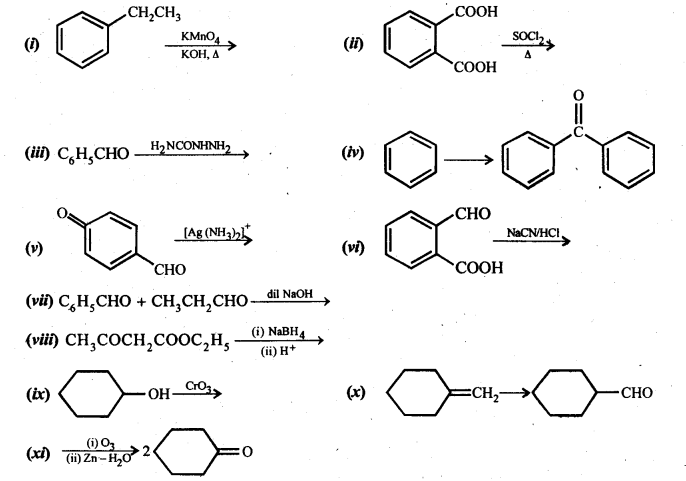 (i) CH₂CH₃ KMnO₄ KOH, Δ
(ii) COOH COOH SOCl₂ Δ
(iii) C₆H₅CHO H₂NCONHNH₂
(iv) O C
(v) O CHO [Ag(NH₃)₂]⁺
(vi) CHO COOH NaCN/HCl
(vii) C₆H₅CHO + CH₃CH₂CHO dil NaOH
(viii) CH₃COCH₂COOC₂H₅ (i) NaBH₄ (ii) H⁺
(ix) OH CrO₃
(x) CH₂ CHO
(xi) (i) O₃ (ii) Zn – H₂O 2 O